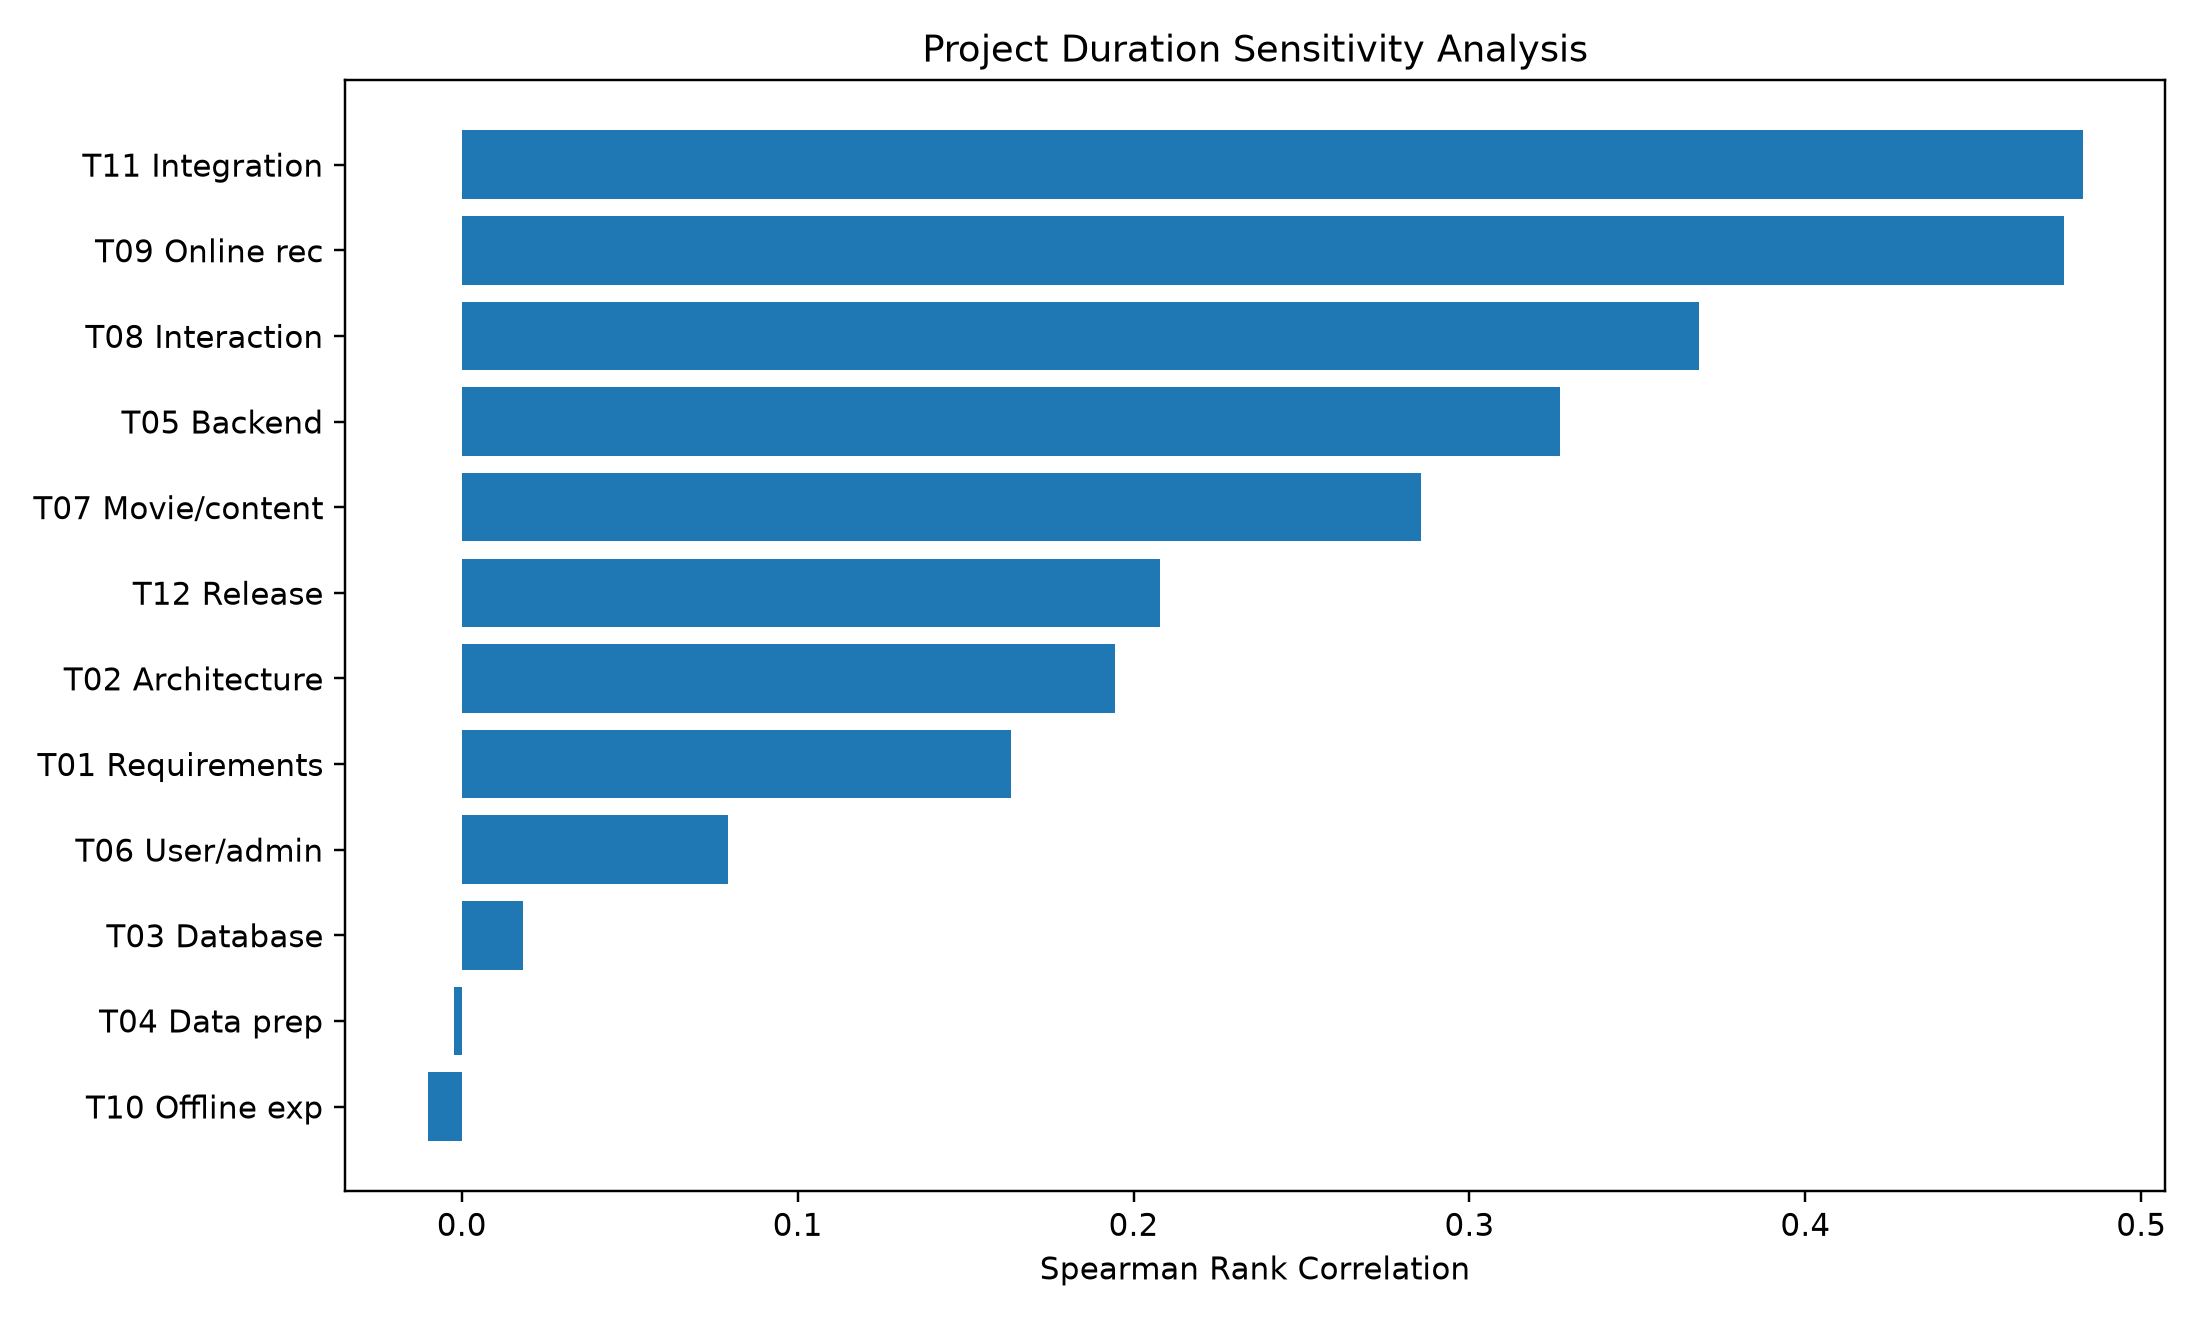 Project Duration Sensitivity Analysis
T11 Integration
T09 Online rec
T08 Interaction
T05 Backend
T07 Movie/content
T12 Release
T02 Architecture
T01 Requirements
T06 User/admin
T03 Database
T04 Data prep
T10 Offline exp
0.0 0.1 0.2 0.3 0.4 0.5
Spearman Rank Correlation